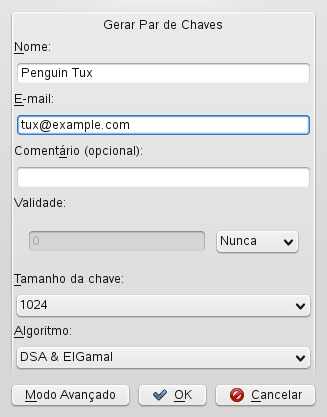 Gerar Par de Chaves
Nome:
Penguin Tux
E-mail:
tux@example.com
Comentário (opcional):
Validade:
0 Nunca
Tamanho da chave:
1024
Algoritmo:
DSA & ElGamal
Modo Avançado OK Cancelar